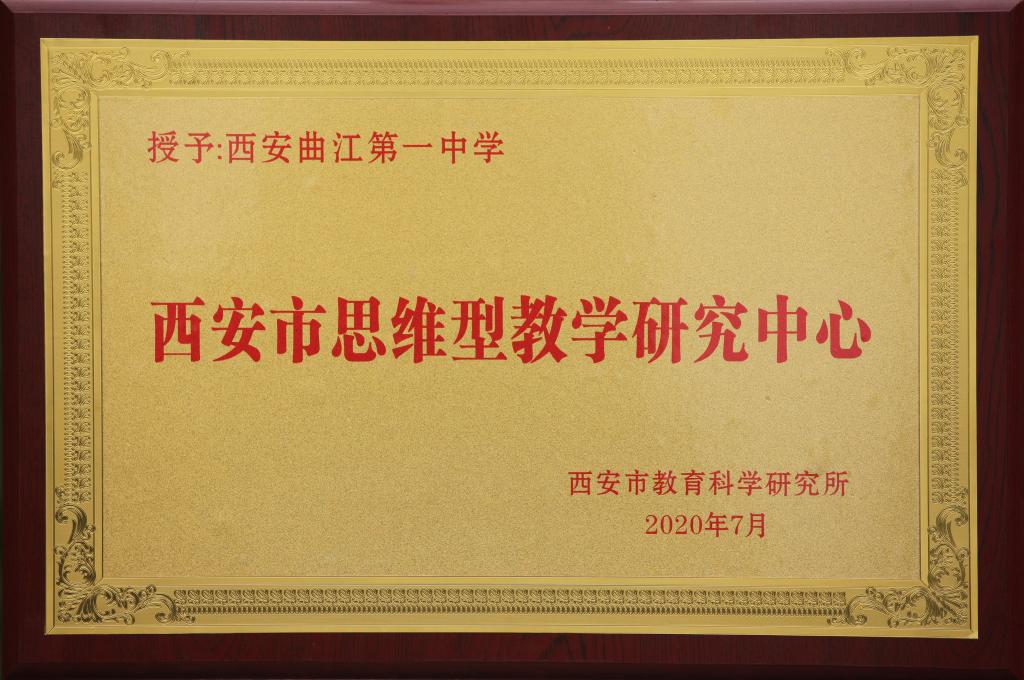 授予:西安曲江第一中学
西安市思维型教学研究中心
西安市教育科学研究所
2020年7月